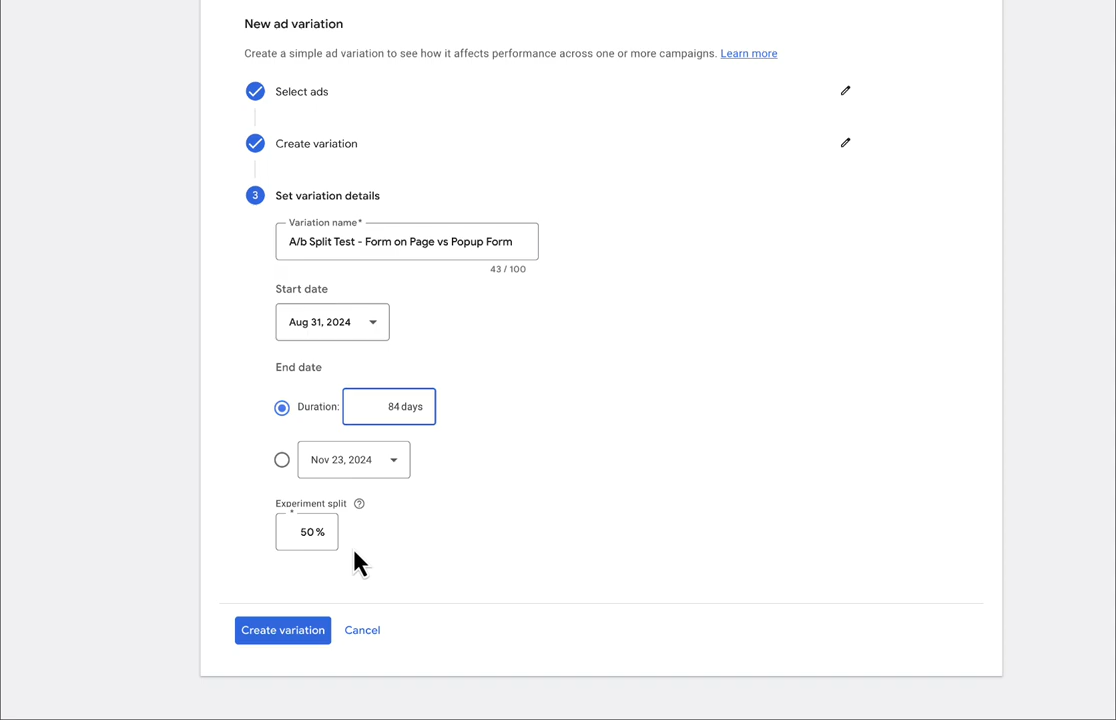 New ad variation
Create a simple ad variation to see how it affects performance across one or more campaigns. Learn more
Select ads
Create variation
3 Set variation details
Variation name*
A/b Split Test - Form on Page vs Popup Form
43 / 100
Start date
Aug 31, 2024
End date
Duration: 84 days
Nov 23, 2024
Experiment split ?
*
50 %
Create variation Cancel